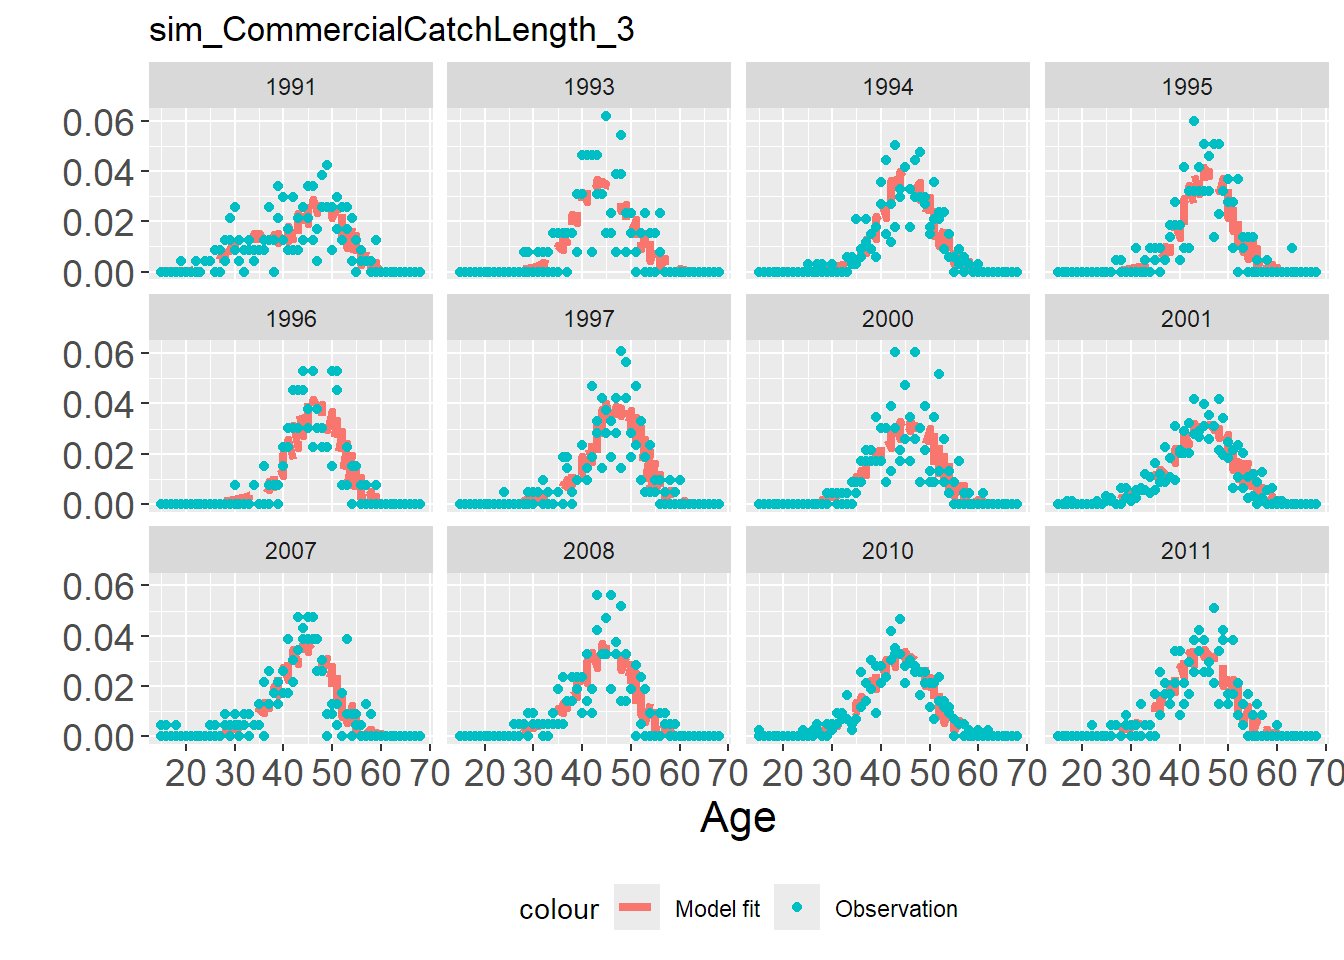 sim_CommercialCatchLength_3
1991 1993 1994 1995
0.06
0.04
0.02
0.00
1996 1997 2000 2001
0.06
0.04
0.02
0.00
2007 2008 2010 2011
0.06
0.04
0.02
0.00
20 30 40 50 60 70 20 30 40 50 60 70 20 30 40 50 60 70 20 30 40 50 60 70
Age
colour Model fit Observation